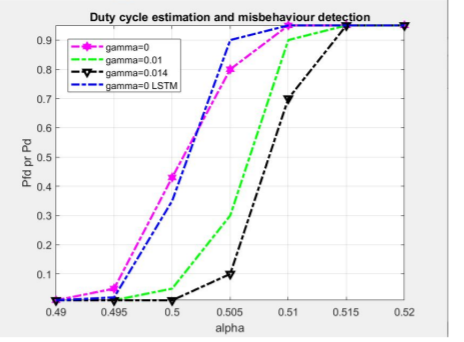 Duty cycle estimation and misbehaviour detection
gamma=0
gamma=0.01
gamma=0.014
gamma=0 LSTM
Pfd pr Pd
0.9
0.8
0.7
0.6
0.5
0.4
0.3
0.2
0.1
0.49 0.495 0.5 0.505 0.51 0.515 0.52
alpha